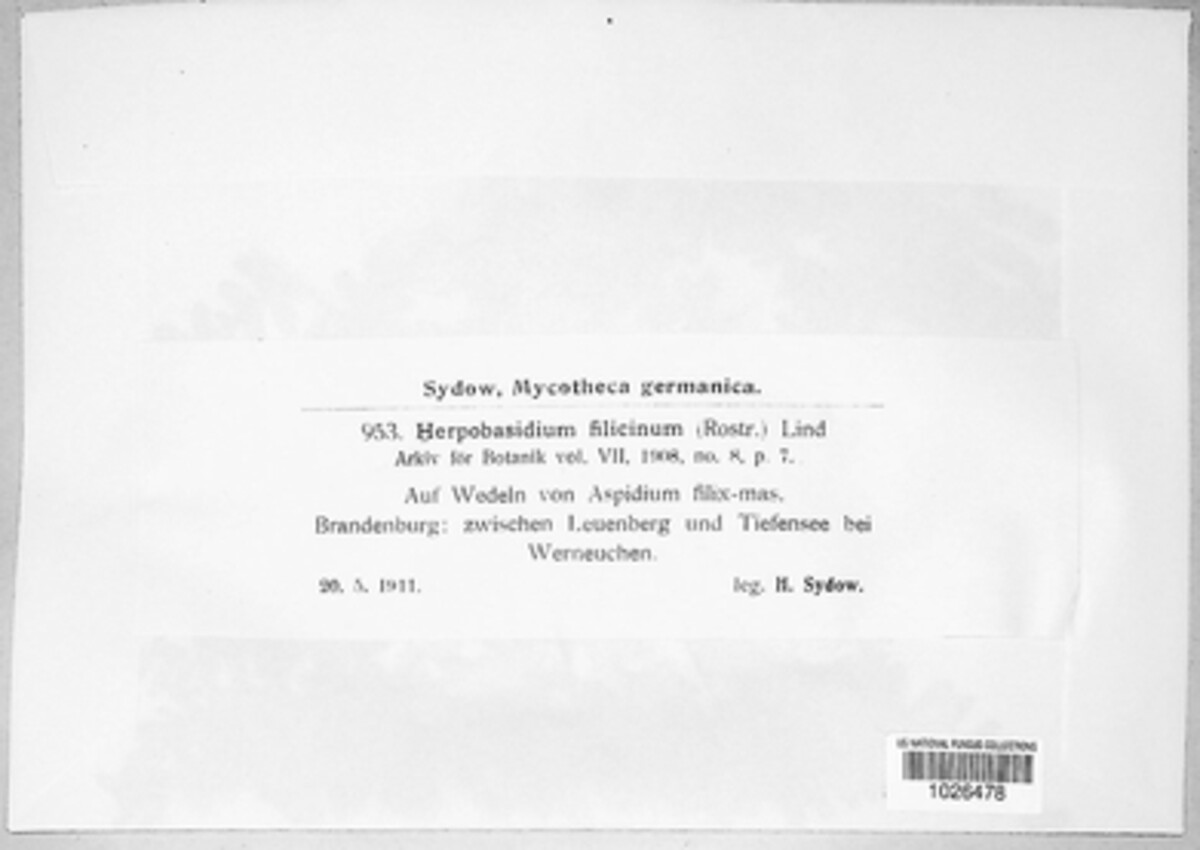 Sydow, Mycotheca germanica.
953. Herpobasidium filicinum (Rostr.) Lind
Arkiv för Botanik vol. VII, 1908, no. 8, p. 7.
Auf Wedeln von Aspidium filix-mas.
Brandenburg: zwischen Leuenberg und Tiefensee bei
Werneuchen.
20. 5. 1911. leg. H. Sydow.
US NATIONAL FUNGUS COLLECTIONS
1026478